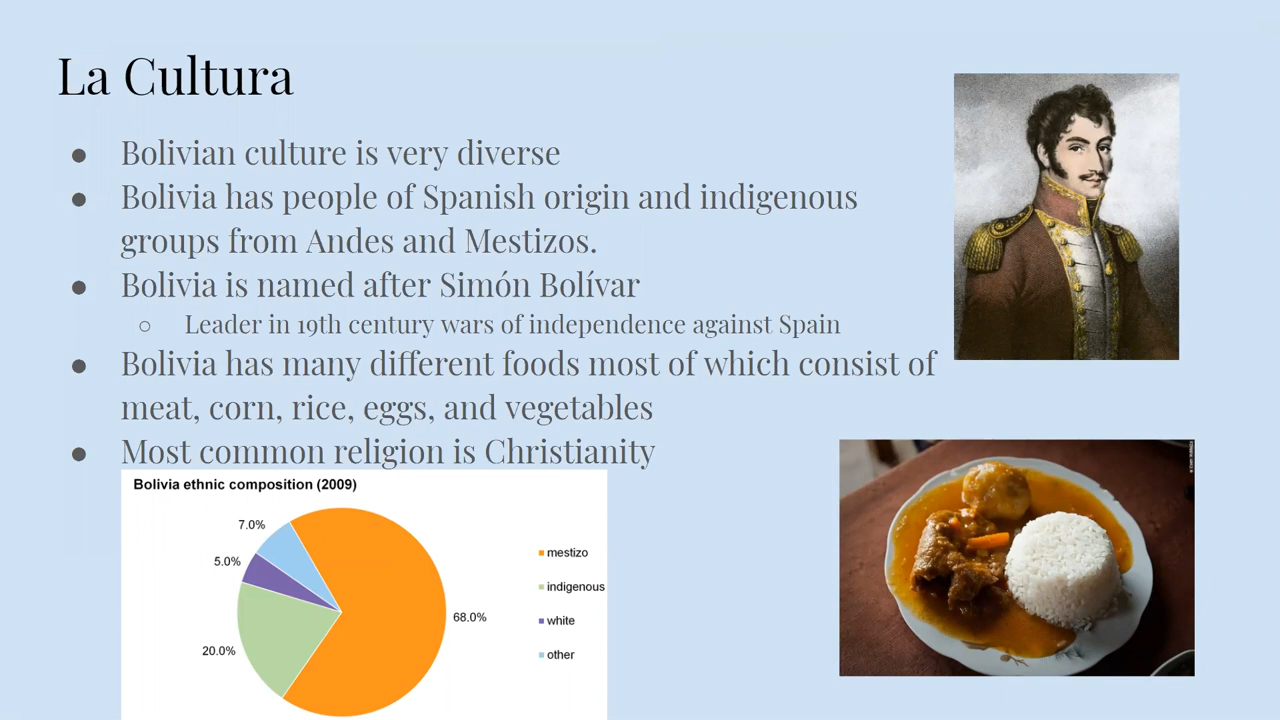 La Cultura
● Bolivian culture is very diverse
● Bolivia has people of Spanish origin and indigenous
groups from Andes and Mestizos.
● Bolivia is named after Simón Bolívar
○ Leader in 19th century wars of independence against Spain
● Bolivia has many different foods most of which consist of
meat, corn, rice, eggs, and vegetables
● Most common religion is Christianity
Bolivia ethnic composition (2009)
7.0%
5.0%
20.0%
68.0%
mestizo
indigenous
white
other